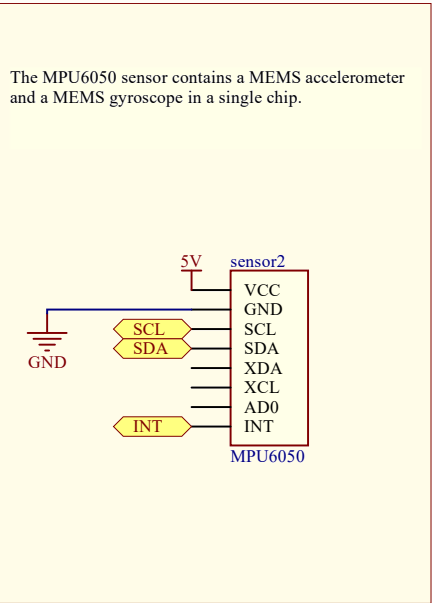 The MPU6050 sensor contains a MEMS accelerometer
and a MEMS gyroscope in a single chip.
5V
sensor2
VCC
GND
SCL
SCL
SDA
SDA
GND
XDA
XCL
AD0
INT
INT
MPU6050